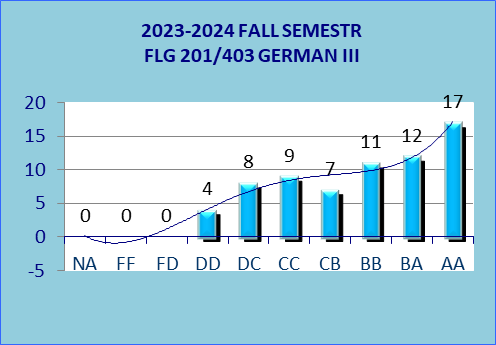 2023-2024 FALL SEMESTR
FLG 201/403 GERMAN III
20
15
10
5
0
-5
0 0 0 4 8 9 7 11 12 17
NA FF FD DD DC CC CB BB BA AA